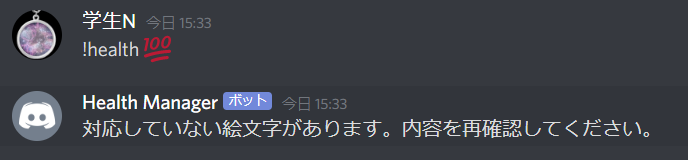 学生N 今日 15:33
!health 💯
Health Manager ボット 今日 15:33
対応していない絵文字があります。内容を再確認してください。